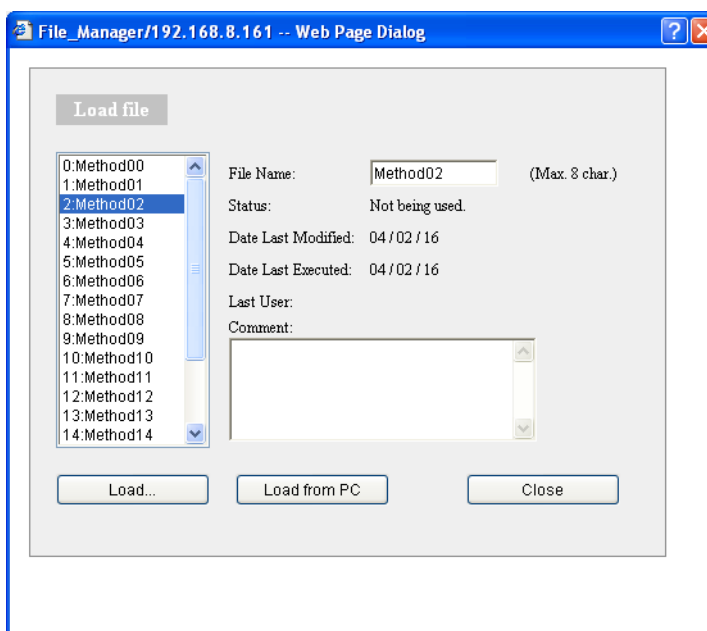 File_Manager/192.168.8.161 -- Web Page Dialog
Load file
0:Method00
1:Method01
2:Method02
3:Method03
4:Method04
5:Method05
6:Method06
7:Method07
8:Method08
9:Method09
10:Method10
11:Method11
12:Method12
13:Method13
14:Method14
File Name: Method02 (Max. 8 char.)
Status: Not being used.
Date Last Modified: 04 / 02 / 16
Date Last Executed: 04 / 02 / 16
Last User:
Comment:
Load... Load from PC Close